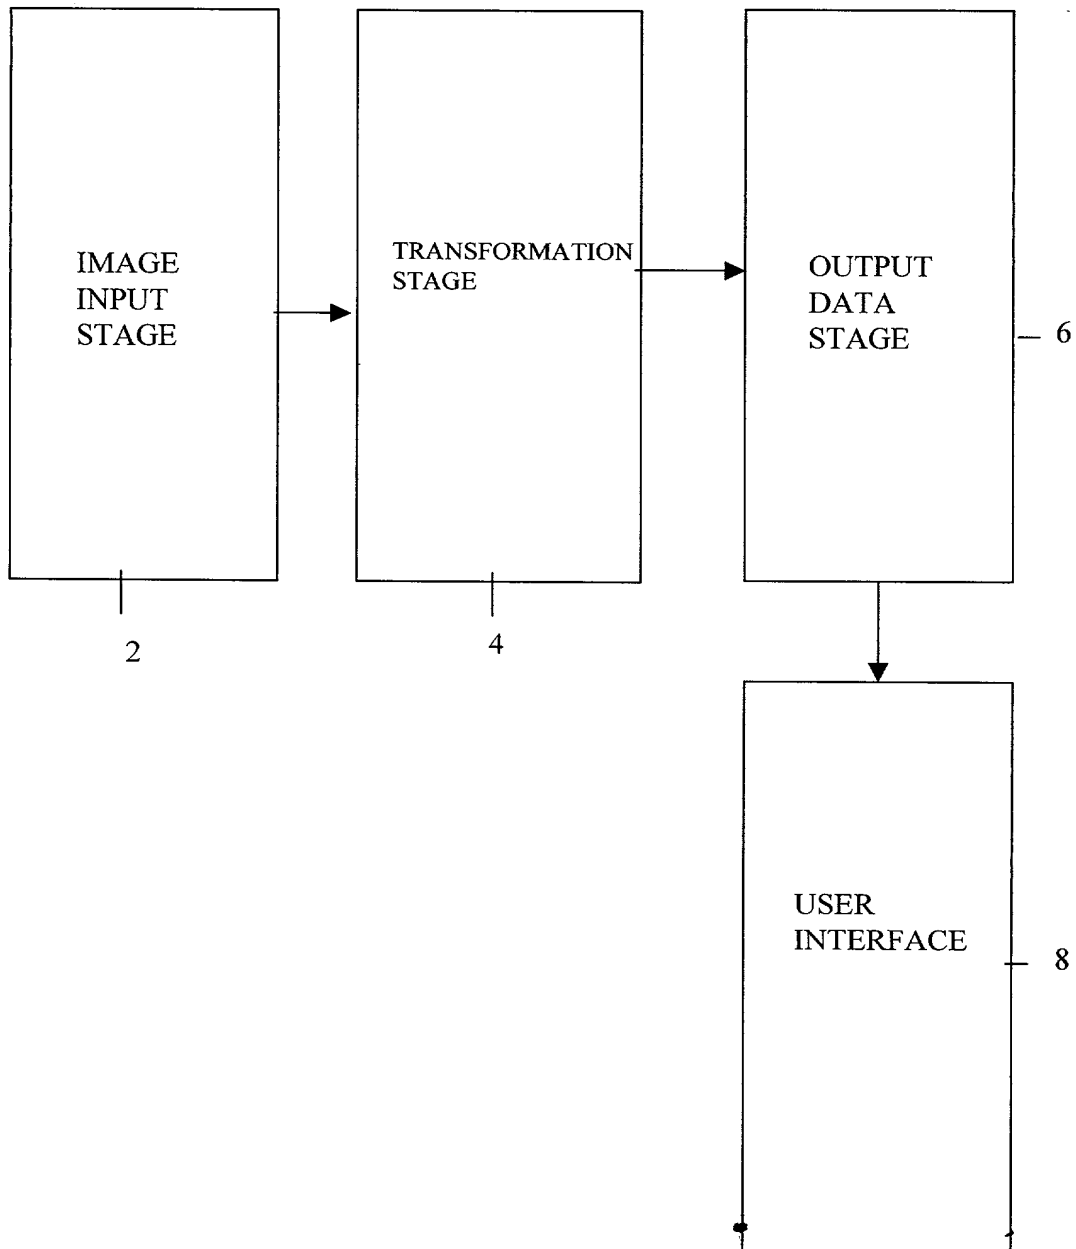 IMAGE
INPUT
STAGE
TRANSFORMATION
STAGE
OUTPUT
DATA
STAGE
6
2
4
USER
INTERFACE
8